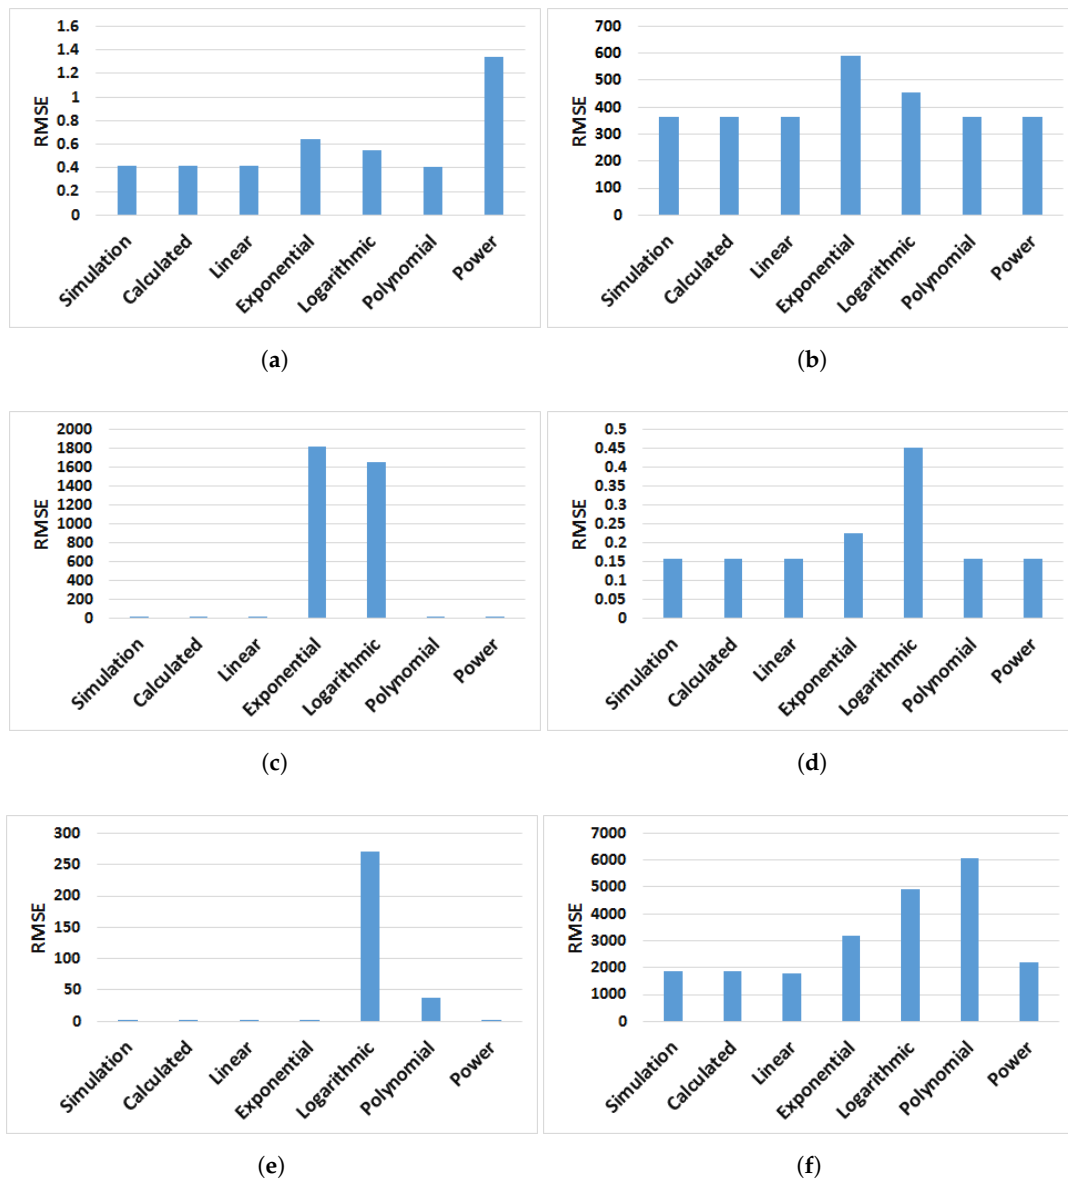 1.6
1.4
1.2
1
0.8
0.6
0.4
0.2
0
RMSE
Simulation
Calculated
Linear
Exponential
Logarithmic
Polynomial
Power
(a)
700
600
500
400
300
200
100
0
RMSE
Simulation
Calculated
Linear
Exponential
Logarithmic
Polynomial
Power
(b)
2000
1800
1600
1400
1200
1000
800
600
400
200
0
RMSE
Simulation
Calculated
Linear
Exponential
Logarithmic
Polynomial
Power
(c)
0.5
0.45
0.4
0.35
0.3
0.25
0.2
0.15
0.1
0.05
0
RMSE
Simulation
Calculated
Linear
Exponential
Logarithmic
Polynomial
Power
(d)
300
250
200
150
100
50
0
RMSE
Simulation
Calculated
Linear
Exponential
Logarithmic
Polynomial
Power
(e)
7000
6000
5000
4000
3000
2000
1000
0
RMSE
Simulation
Calculated
Linear
Exponential
Logarithmic
Polynomial
Power
(f)